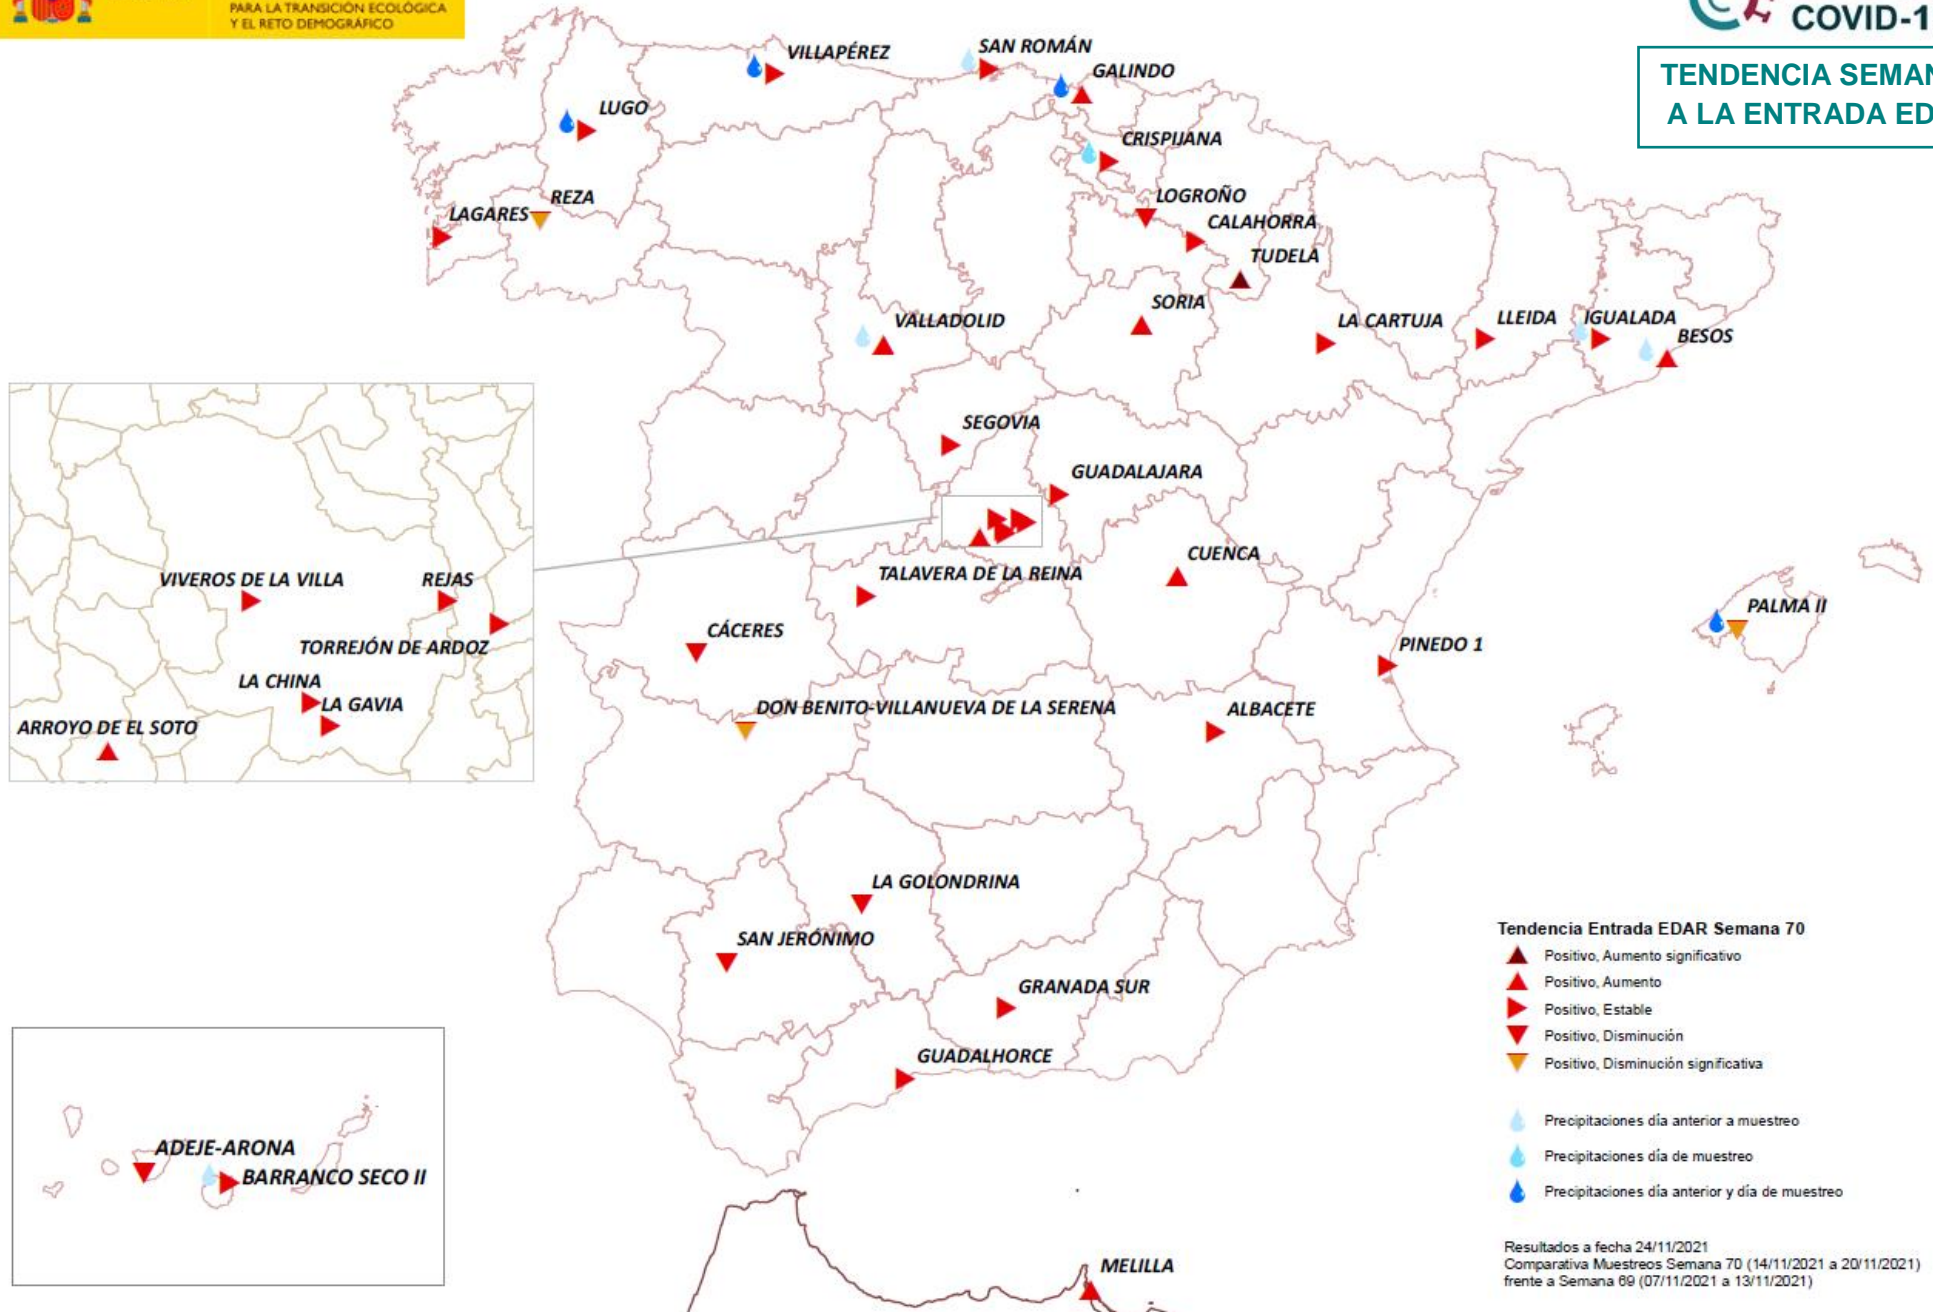 PARA LA TRANSICIÓN ECOLÓGICA
Y EL RETO DEMOGRÁFICO
COVID-1
TENDENCIA SEMAN
A LA ENTRADA ED
VILLAPÉREZ
SAN ROMÁN
GALINDO
LUGO
CRISPIJANA
REZA
LAGARES
LOGROÑO
CALAHORRA
TUDELA
SORIA
VALLADOLID
LA CARTUJA
LLEIDA
IGUALADA
BESOS
SEGOVIA
GUADALAJARA
CUENCA
TALAVERA DE LA REINA
VIVEROS DE LA VILLA
REJAS
TORREJÓN DE ARDOZ
LA CHINA
LA GAVIA
ARROYO DE EL SOTO
PALMA II
CÁCERES
PINEDO 1
DON BENITO-VILLANUEVA DE LA SERENA
ALBACETE
LA GOLONDRINA
SAN JERÓNIMO
GRANADA SUR
GUADALHORCE
ADEJE-ARONA
BARRANCO SECO II
MELILLA
Tendencia Entrada EDAR Semana 70
Positivo, Aumento significativo
Positivo, Aumento
Positivo, Estable
Positivo, Disminución
Positivo, Disminución significativa
Precipitaciones día anterior a muestreo
Precipitaciones día de muestreo
Precipitaciones día anterior y día de muestreo
Resultados a fecha 24/11/2021
Comparativa Muestreos Semana 70 (14/11/2021 a 20/11/2021)
frente a Semana 69 (07/11/2021 a 13/11/2021)